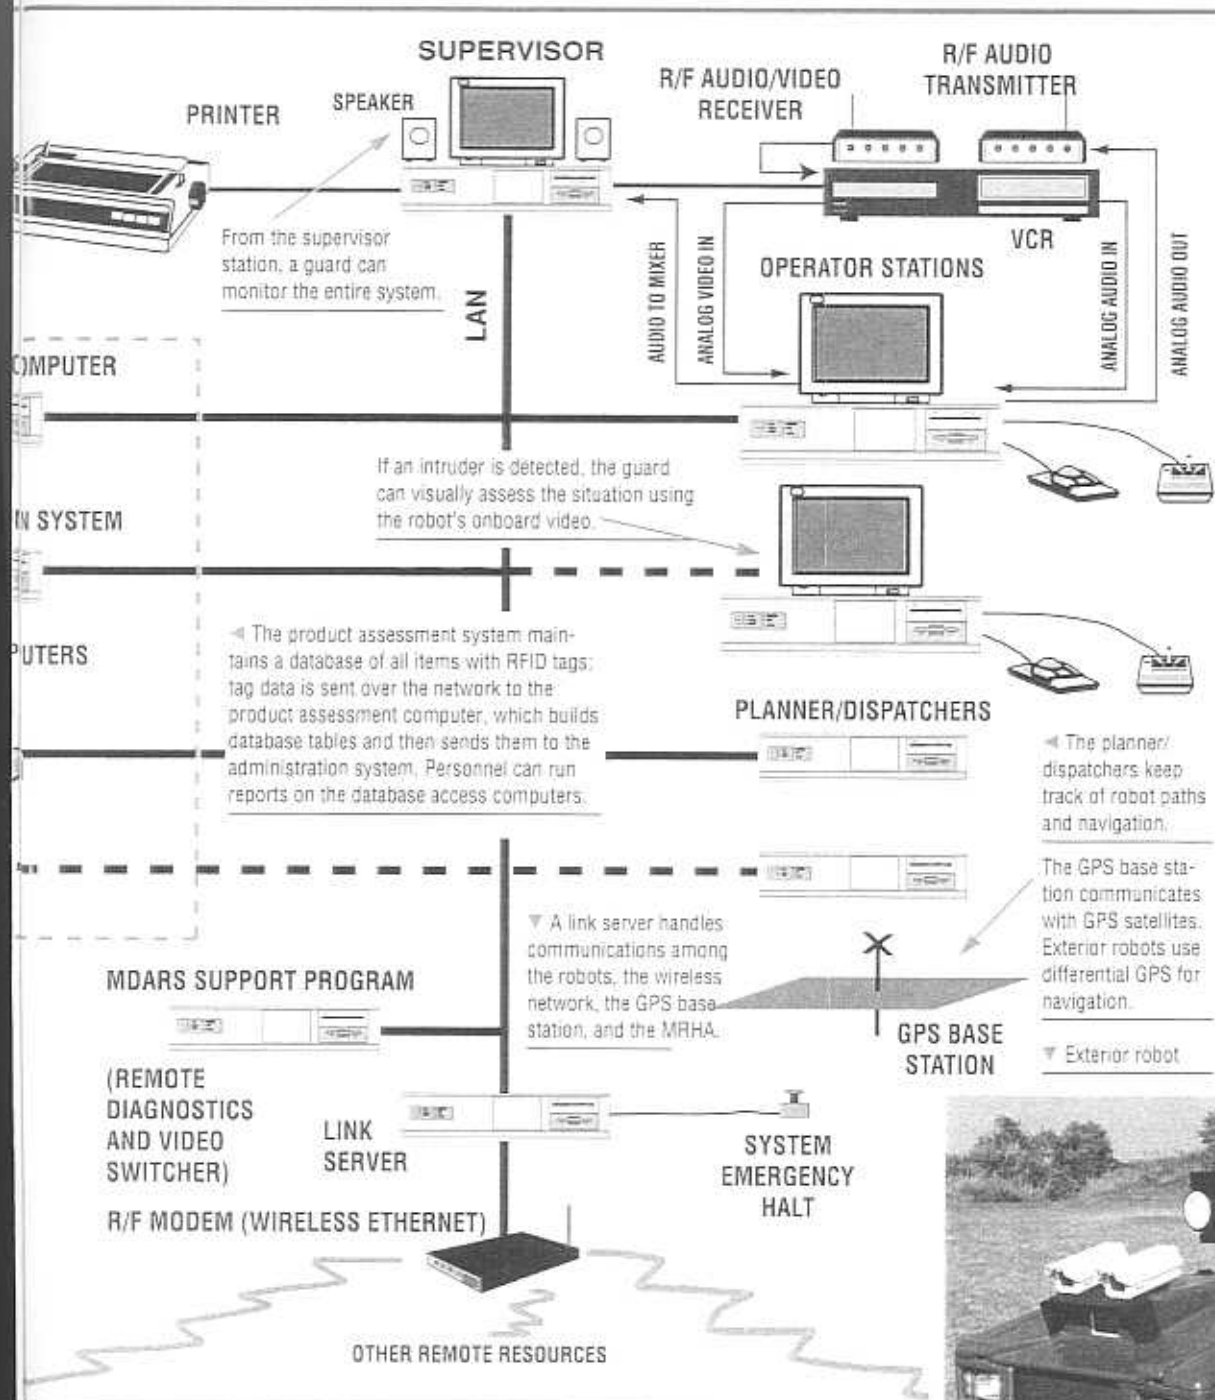 SUPERVISOR
R/F AUDIO/VIDEO
RECEIVER
R/F AUDIO
TRANSMITTER
PRINTER
SPEAKER
VCR
From the supervisor
station, a guard can
monitor the entire system.
LAN
AUDIO TO MIXER
ANALOG VIDEO IN
OPERATOR STATIONS
ANALOG AUDIO IN
ANALOG AUDIO OUT
OMPUTER
If an intruder is detected, the guard
can visually assess the situation using
the robot's onboard video.
N SYSTEM
PUTERS
◀ The product assessment system main-
tains a database of all items with RFID tags;
tag data is sent over the network to the
product assessment computer, which builds
database tables and then sends them to the
administration system. Personnel can run
reports on the database access computers.
PLANNER/DISPATCHERS
◀ The planner/
dispatchers keep
track of robot paths
and navigation.
The GPS base sta-
tion communicates
with GPS satellites.
Exterior robots use
differential GPS for
navigation.
▼ A link server handles
communications among
the robots, the wireless
network, the GPS base
station, and the MRHA.
GPS BASE
STATION
▼ Exterior robot
MDARS SUPPORT PROGRAM
(REMOTE
DIAGNOSTICS
AND VIDEO
SWITCHER)
LINK
SERVER
SYSTEM
EMERGENCY
HALT
R/F MODEM (WIRELESS ETHERNET)
OTHER REMOTE RESOURCES